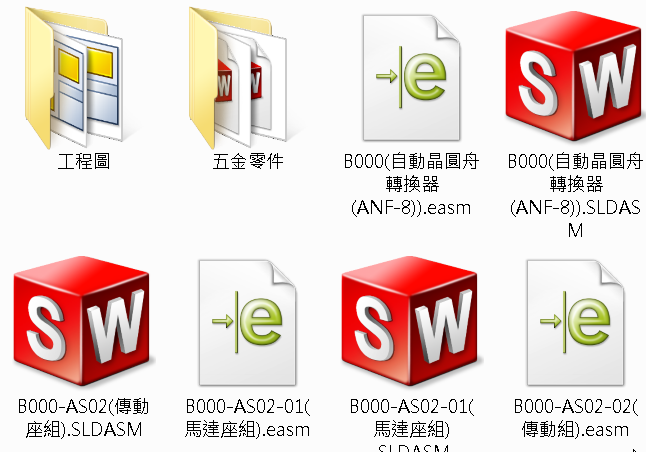 工程圖
五金零件
B000(自動晶圓舟
轉換器
(ANF-8)).easm
B000(自動晶圓舟
轉換器
(ANF-8)).SLDAS
M
B000-AS02(傳動
座組).SLDASM
B000-AS02-01(
馬達座組).easm
B000-AS02-01(
馬達座組)
.SLDASM
B000-AS02-02(
傳動組).easm